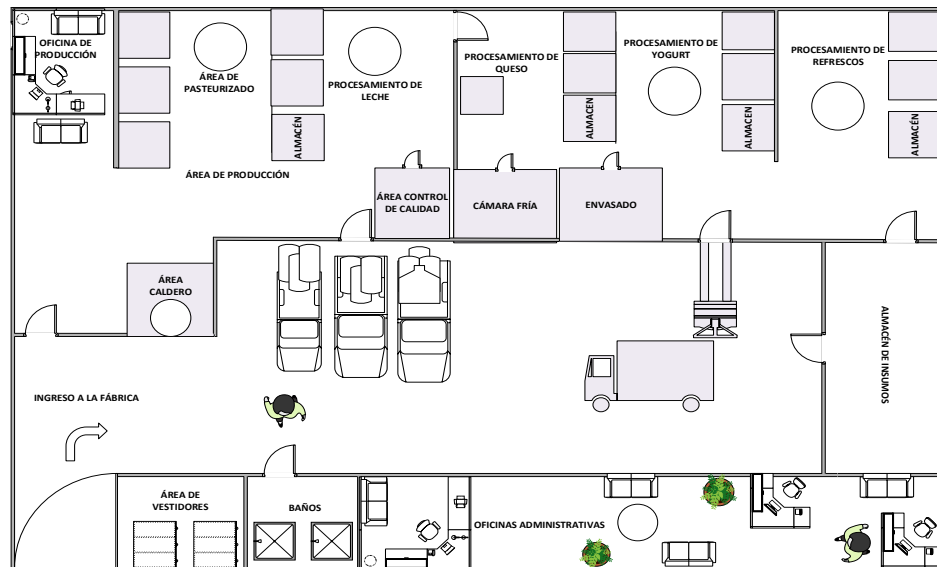 OFICINA DE
PRODUCCIÓN
ÁREA DE
PASTEURIZADO
PROCESAMIENTO DE
LECHE
ALMACÉN
PROCESAMIENTO DE
QUESO
ALMACEN
PROCESAMIENTO DE
YOGURT
ALMACEN
PROCESAMIENTO DE
REFRESCOS
ALMACÉN
ÁREA DE PRODUCCIÓN
ÁREA CONTROL
DE CALIDAD
CÁMARA FRÍA
ENVASADO
ÁREA
CALDERO
ALMACÉN DE INSUMOS
INGRESO A LA FÁBRICA
ÁREA DE
VESTIDORES
BAÑOS
OFICINAS ADMINISTRATIVAS